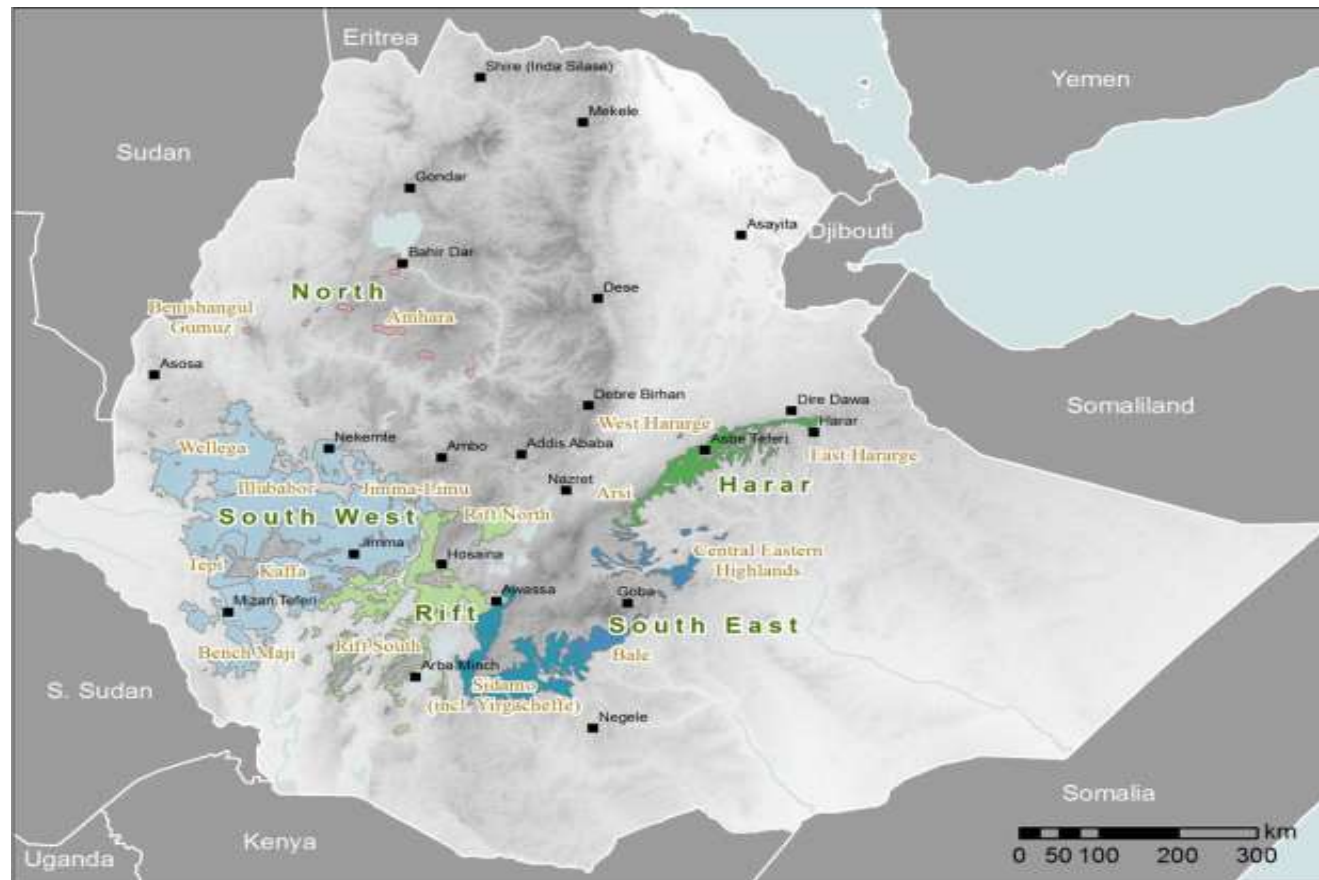 Eritrea
Yemen
Shire (Inda Silase)
Mekele
Sudan
Gondar
Asayita
Djibouti
Bahir Dar
North
Dese
Benishangul
Gumuz
Amhara
Asosa
Debre Birhan
Dire Dawa
Somaliland
West Hararge
Harar
Wellega
Nekemte
Ambo
Addis Ababa
Asbe Teferi
East Hararge
Illubabor
Jimma-Limu
Nazret
Arsi
Harar
South West
Rift North
Jimma
Hosaina
Central Eastern
Highlands
Tepi
Kaffa
Awassa
Goba
Mizan Teferi
Rift
South East
Bench Maji
Rift South
Bale
Arba Minch
Sidamo
(incl. Yirgacheffe)
S. Sudan
Negele
Somalia
Kenya
Uganda
km
0 50 100 200 300